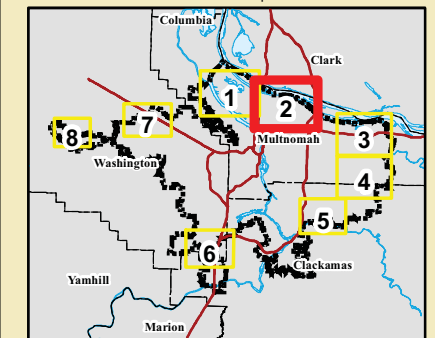 Columbia
Clark
1
2
Multnomah
3
7
8
Washington
4
5
6
Clackamas
Yamhill
Marion